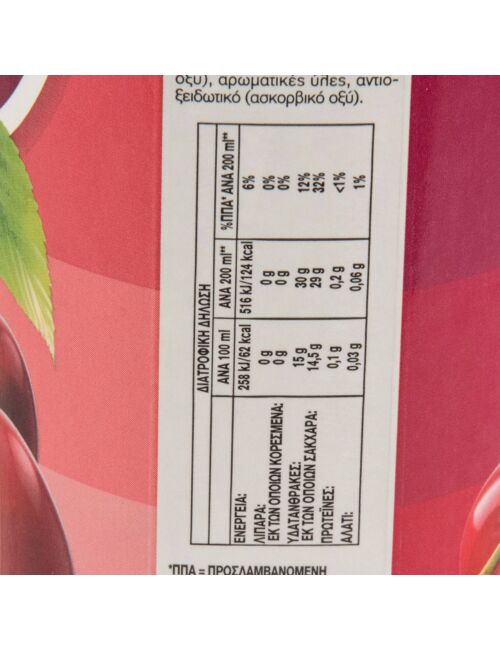 οξύ), αρωματικές ύλες, αντιο-
ξειδωτικό (ασκορβικό οξύ).
ΔΙΑΤΡΟΦΙΚΗ ΔΗΛΩΣΗ
ΑΝΑ 100 ml ΑΝΑ 200 ml** %ΠΠΑ* ΑΝΑ 200 ml**
ΕΝΕΡΓΕΙΑ: 258 kJ/62 kcal 516 kJ/124 kcal 6%
ΛΙΠΑΡΑ: 0 g 0 g 0%
ΕΚ ΤΩΝ ΟΠΟΙΩΝ ΚΟΡΕΣΜΕΝΑ: 0 g 0 g 0%
ΥΔΑΤΑΝΘΡΑΚΕΣ: 15 g 30 g 12%
ΕΚ ΤΩΝ ΟΠΟΙΩΝ ΣΑΚΧΑΡΑ: 14,5 g 29 g 32%
ΠΡΩΤΕΪΝΕΣ: 0,1 g 0,2 g <1%
ΑΛΑΤΙ: 0,03 g 0,06 g 1%
*ΠΠΑ = ΠΡΟΣΛΑΜΒΑΝΟΜΕΝΗ